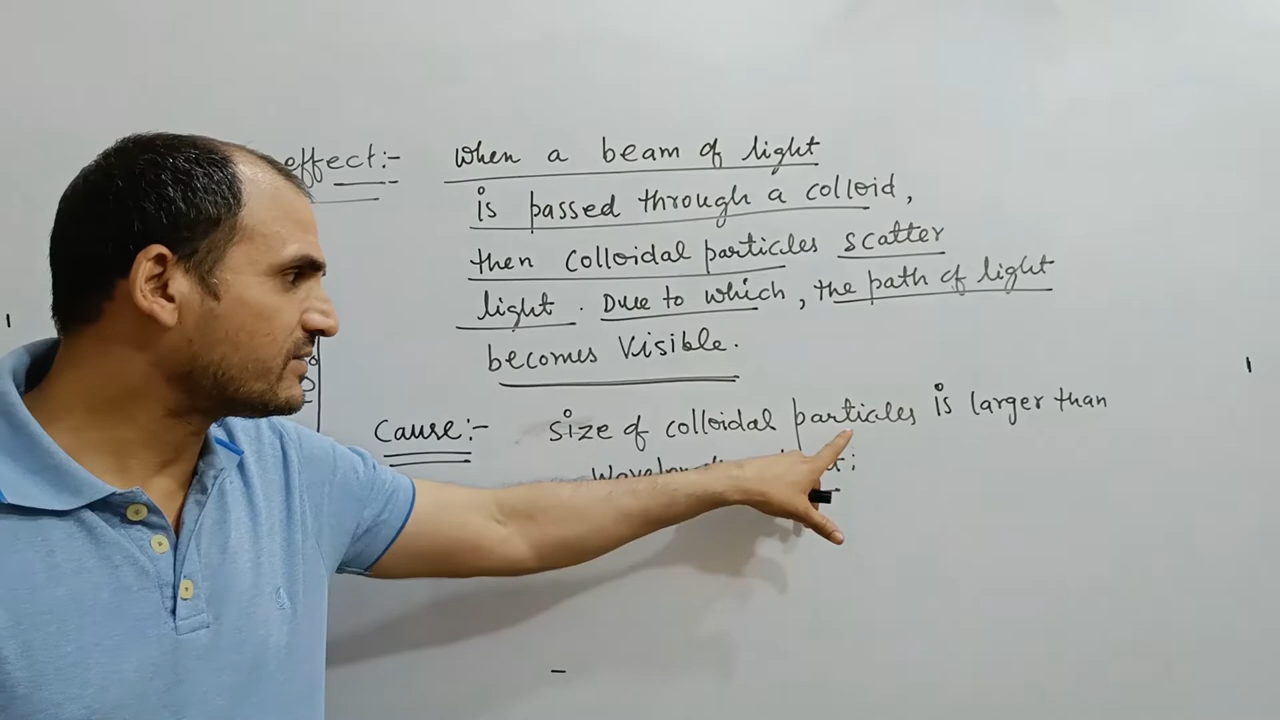 effect:- when a beam of light
is passed through a colloid,
then colloidal particles scatter
light. Due to which, the path of light
becomes visible.
Cause:- size of colloidal particles is larger than